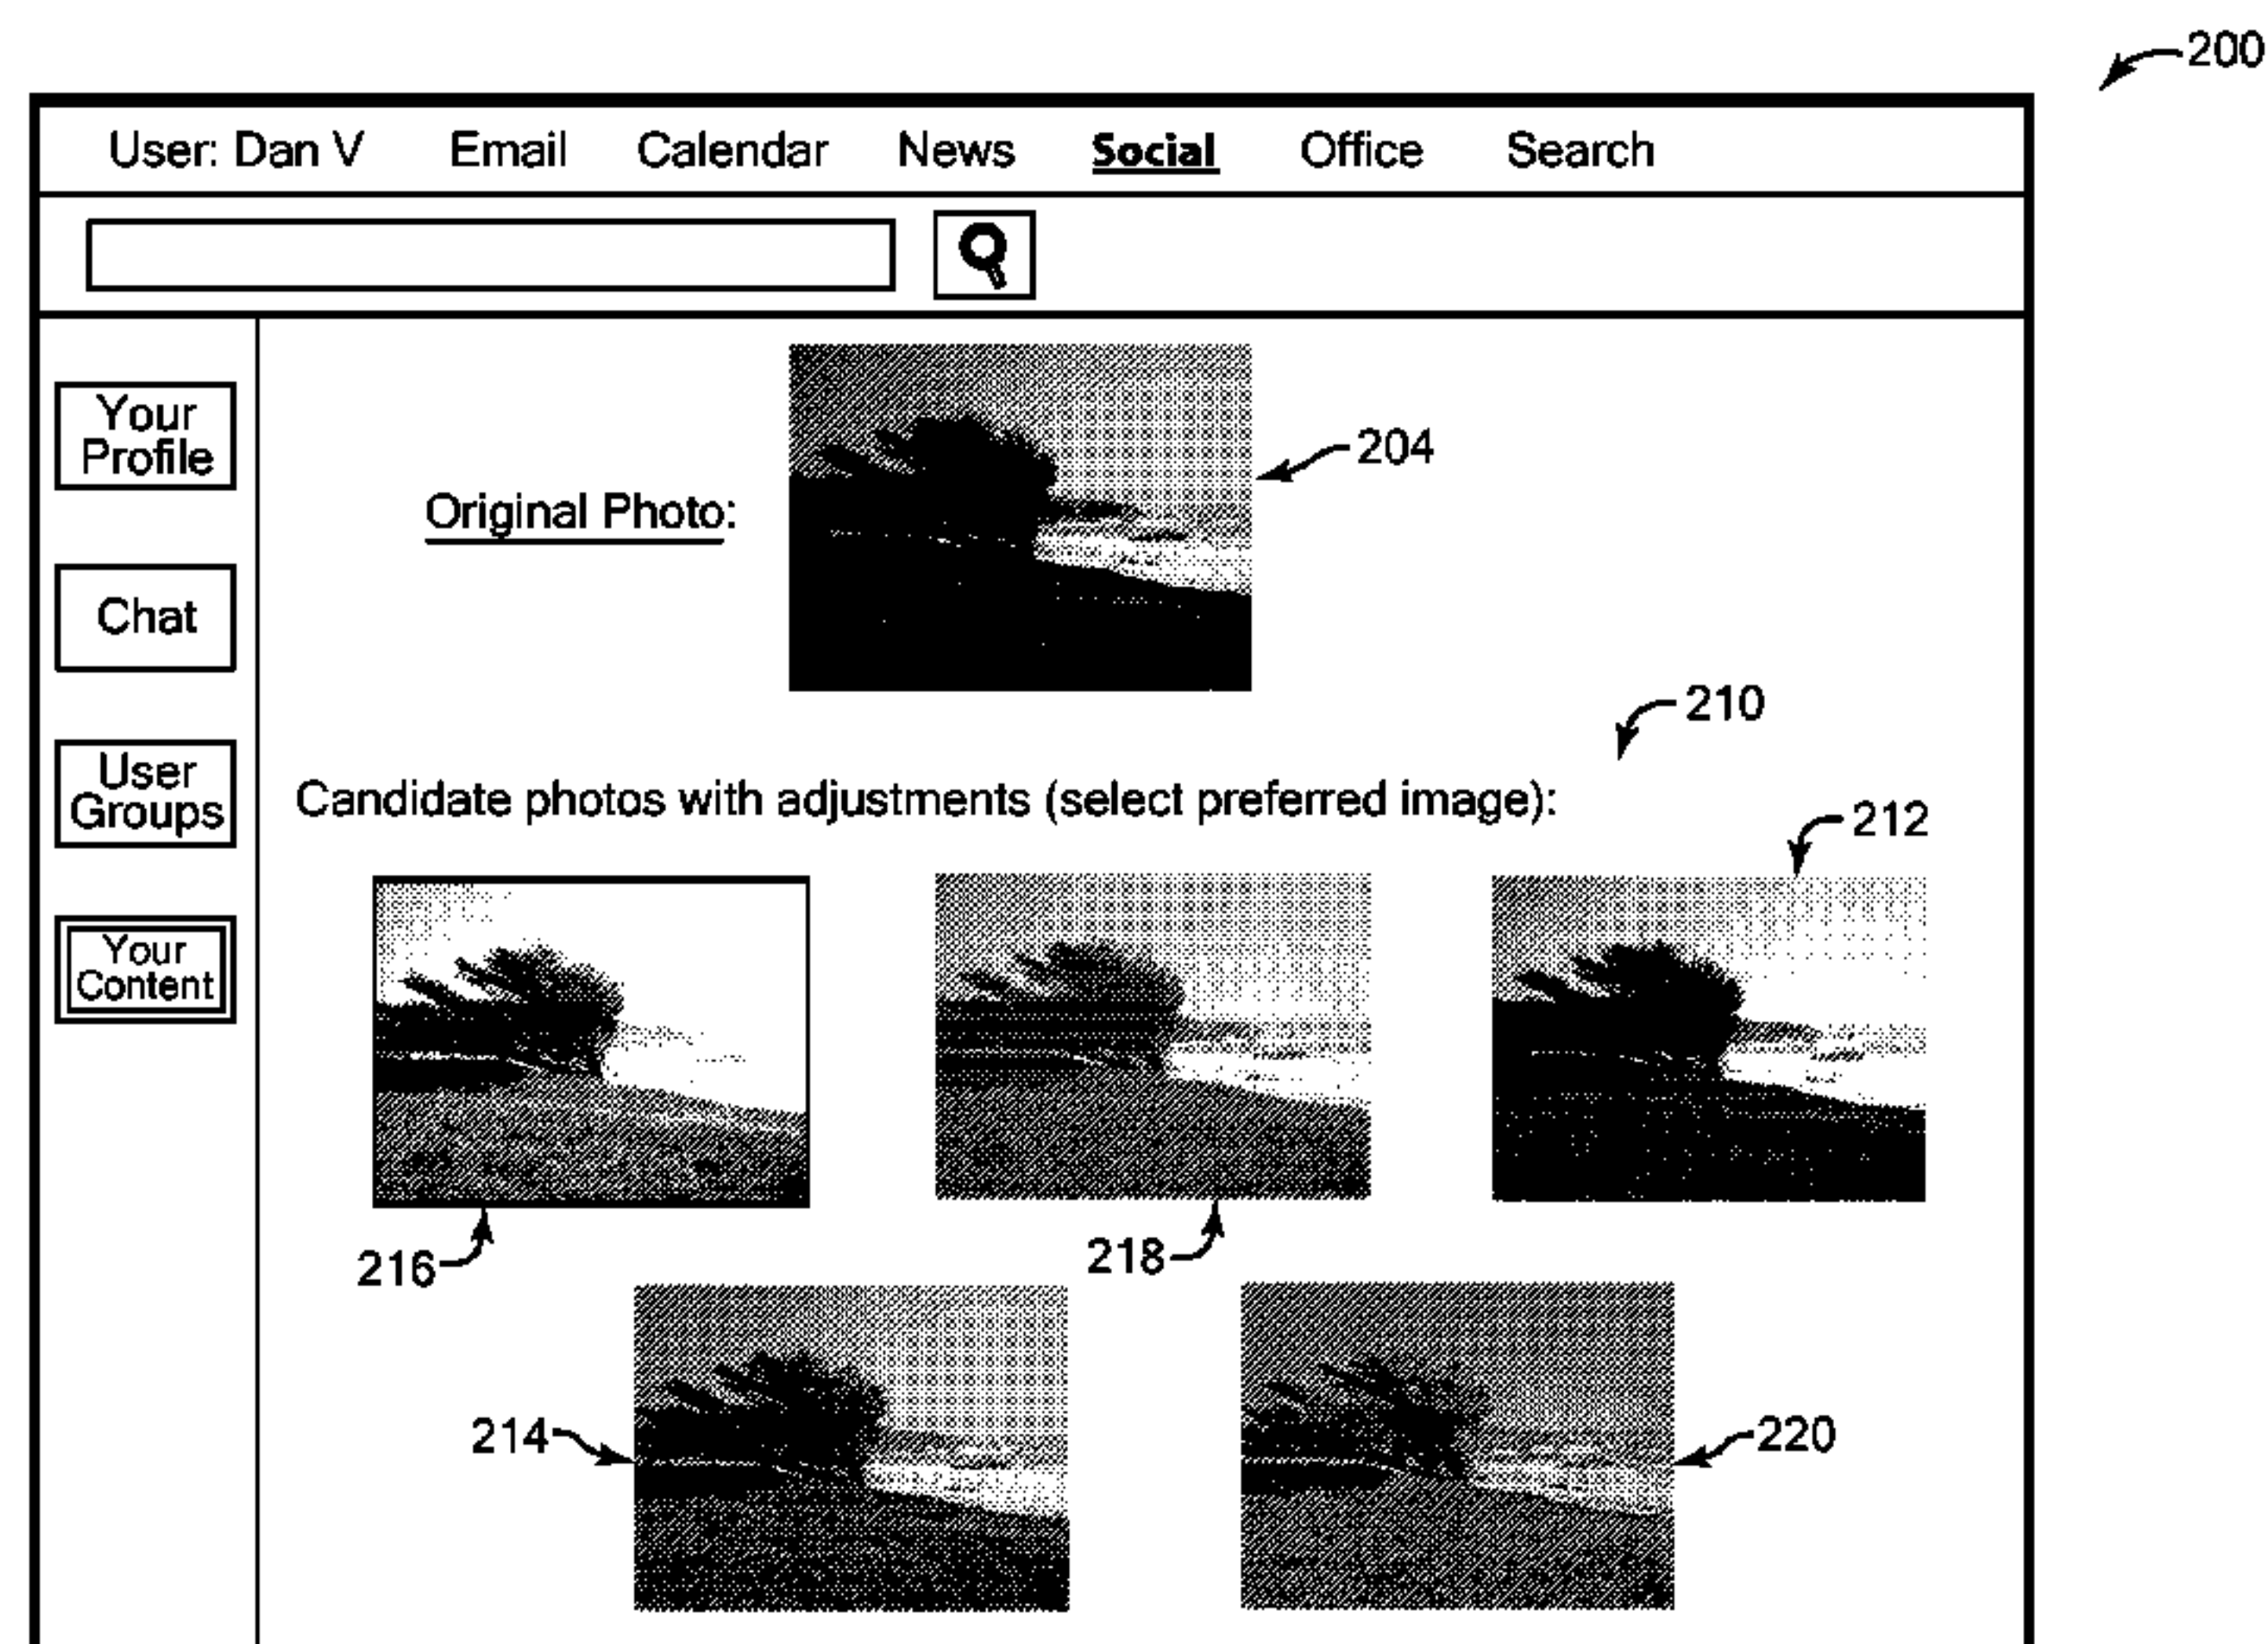 200
User: Dan V Email Calendar News Social Office Search
Your
Profile
204
Original Photo:
Chat
210
User
Groups
Candidate photos with adjustments (select preferred image):
212
Your
Content
216
218
214
220